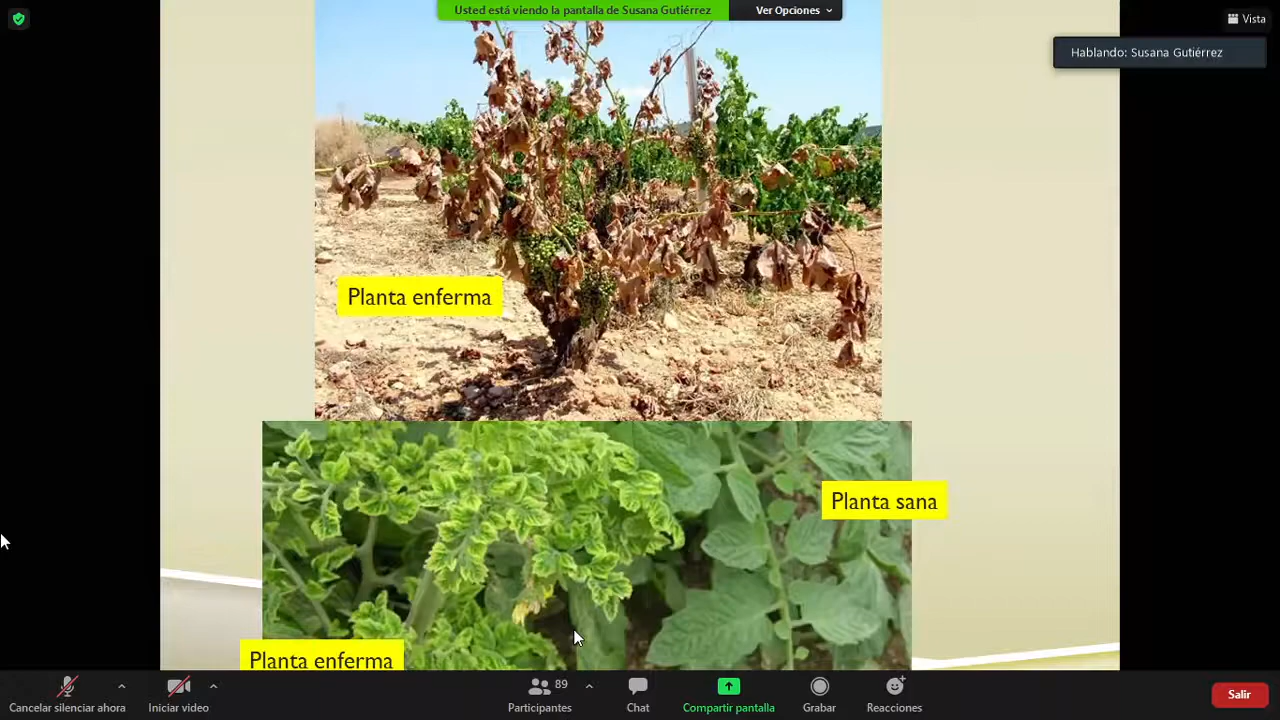 Usted está viendo la pantalla de Susana Gutiérrez
Ver Opciones
Vista
Hablando: Susana Gutiérrez
Planta enferma
Planta sana
Planta enferma
Cancelar silenciar ahora
Iniciar video
89
Participantes
Chat
Compartir pantalla
Grabar
Reacciones
Salir